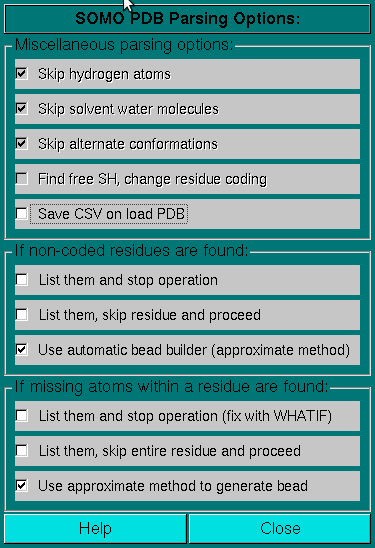 SOMO PDB Parsing Options:
Miscellaneous parsing options:
Skip hydrogen atoms
Skip solvent water molecules
Skip alternate conformations
Find free SH, change residue coding
Save CSV on load PDB
If non-coded residues are found:
List them and stop operation
List them, skip residue and proceed
Use automatic bead builder (approximate method)
If missing atoms within a residue are found:
List them and stop operation (fix with WHATIF)
List them, skip entire residue and proceed
Use approximate method to generate bead
Help
Close